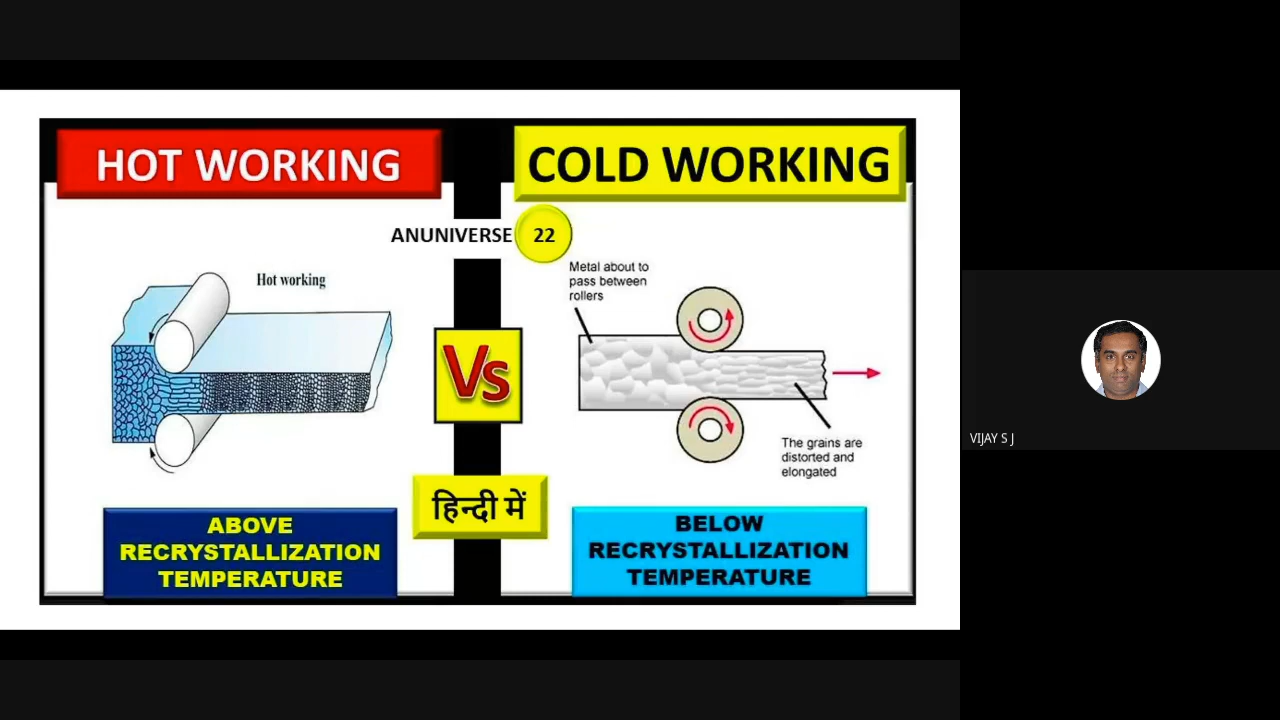 HOT WORKING
COLD WORKING
ANUNIVERSE 22
Hot working
Metal about to
pass between
rollers
Vs
The grains are
distorted and
elongated
हिन्दी में
ABOVE
RECRYSTALLIZATION
TEMPERATURE
BELOW
RECRYSTALLIZATION
TEMPERATURE
VIJAY S J